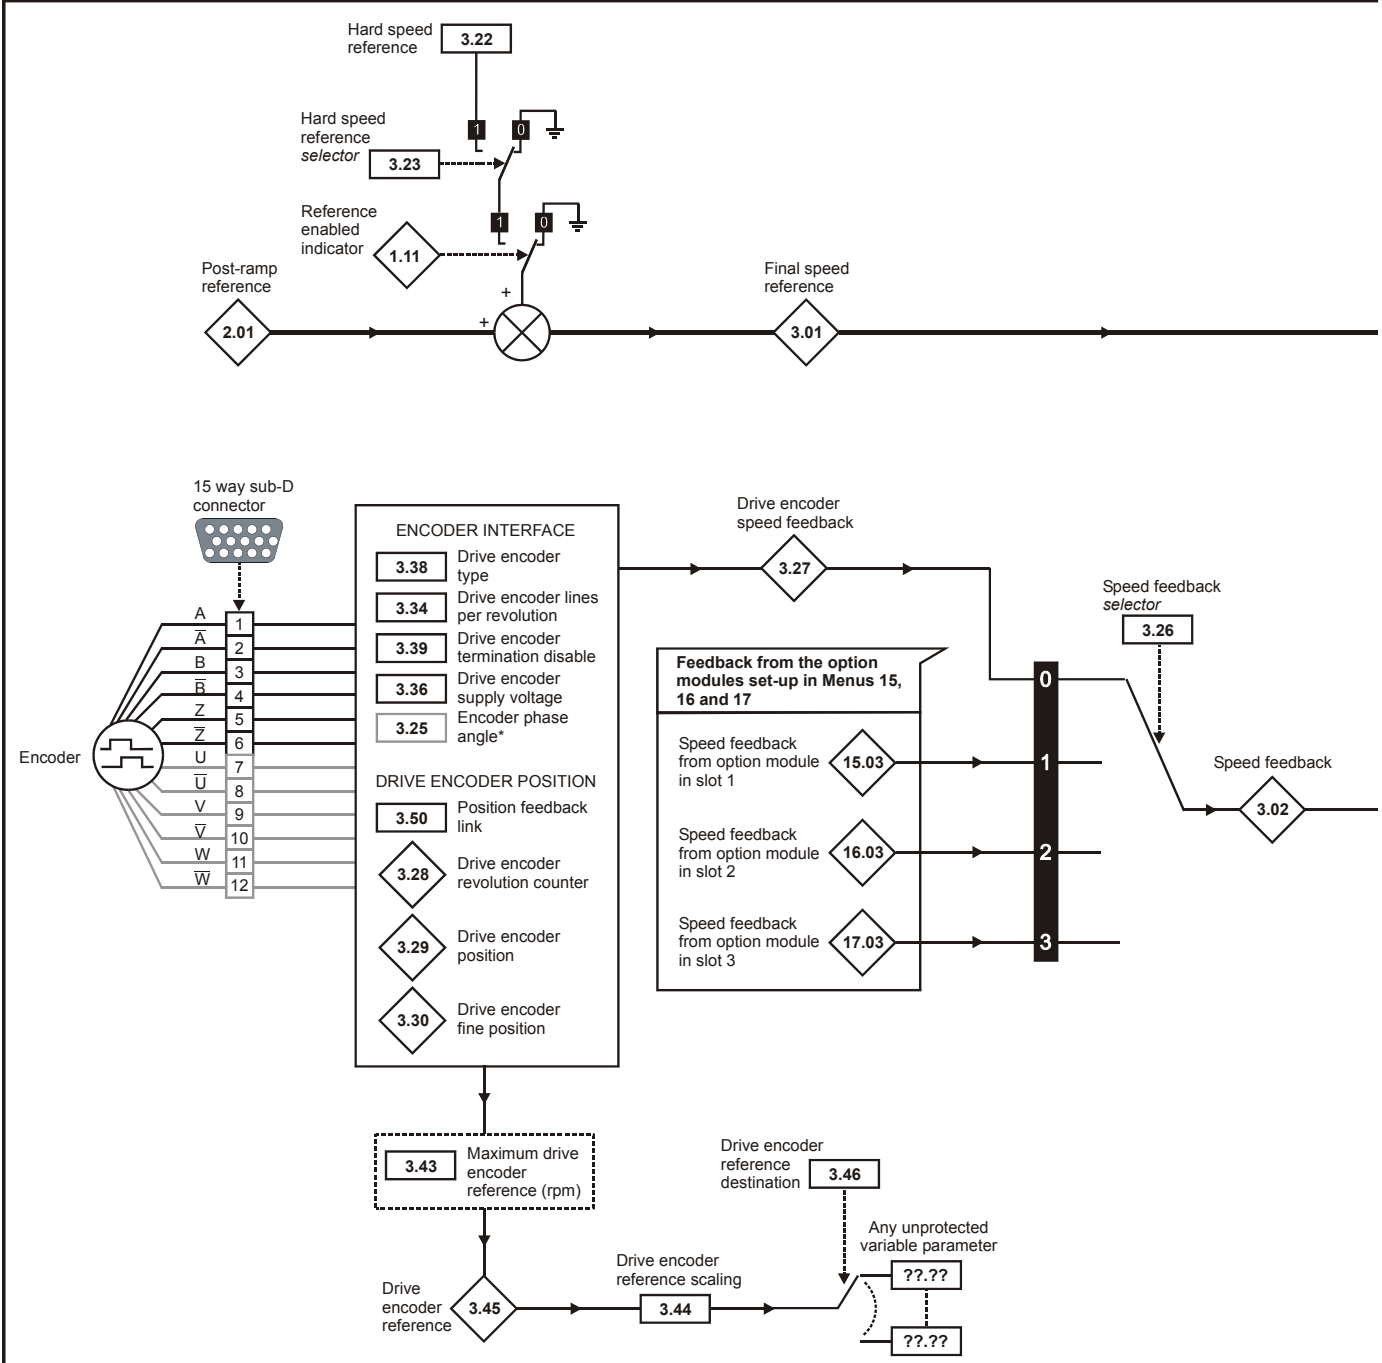 Hard speed
reference
3.22
Hard speed
reference
selector
3.23
1
0
Reference
enabled
indicator
1.11
1
0
Post-ramp
reference
2.01
+
+
Final speed
reference
3.01
15 way sub-D
connector
Encoder
A
1
A̅
2
B
3
B̅
4
Z
5
Z̅
6
U
7
U̅
8
V
9
V̅
10
W
11
W̅
12
ENCODER INTERFACE
3.38
Drive encoder
type
3.34
Drive encoder lines
per revolution
3.39
Drive encoder
termination disable
3.36
Drive encoder
supply voltage
3.25
Encoder phase
angle*
DRIVE ENCODER POSITION
3.50
Position feedback
link
3.28
Drive encoder
revolution counter
3.29
Drive encoder
position
3.30
Drive encoder
fine position
Drive encoder
speed feedback
3.27
Feedback from the option
modules set-up in Menus 15,
16 and 17
Speed feedback
from option module
in slot 1
15.03
Speed feedback
from option module
in slot 2
16.03
Speed feedback
from option module
in slot 3
17.03
0
1
2
3
Speed feedback
selector
3.26
Speed feedback
3.02
3.43
Maximum drive
encoder
reference (rpm)
Drive
encoder
reference
3.45
Drive encoder
reference scaling
3.44
Drive encoder
reference
destination
3.46
Any unprotected
variable parameter
??.??
??.??